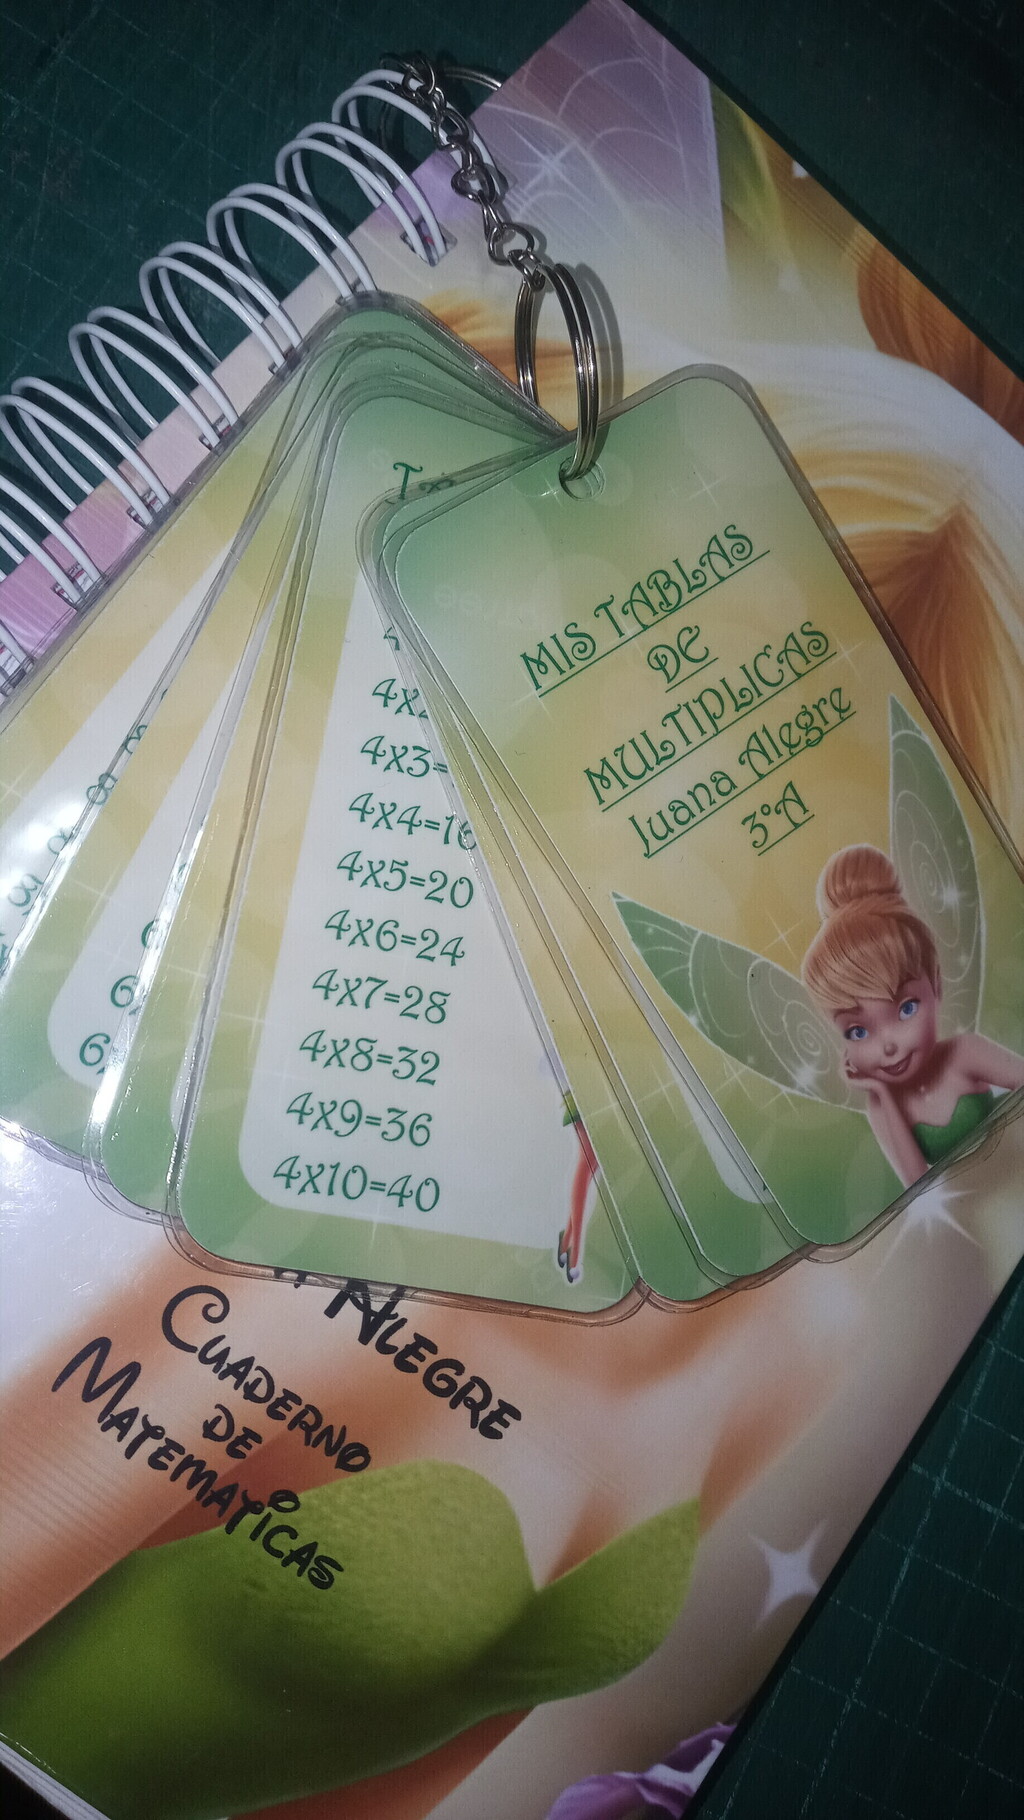 MIS TABLAS
DE
MULTIPLICAS
Juana Alegre
3°A
4x3=
4x4=16
4x5=20
4x6=24
4x7=28
4x8=32
4x9=36
4x10=40
ALEGRE
CUADERNO
DE
MATEMATICAS